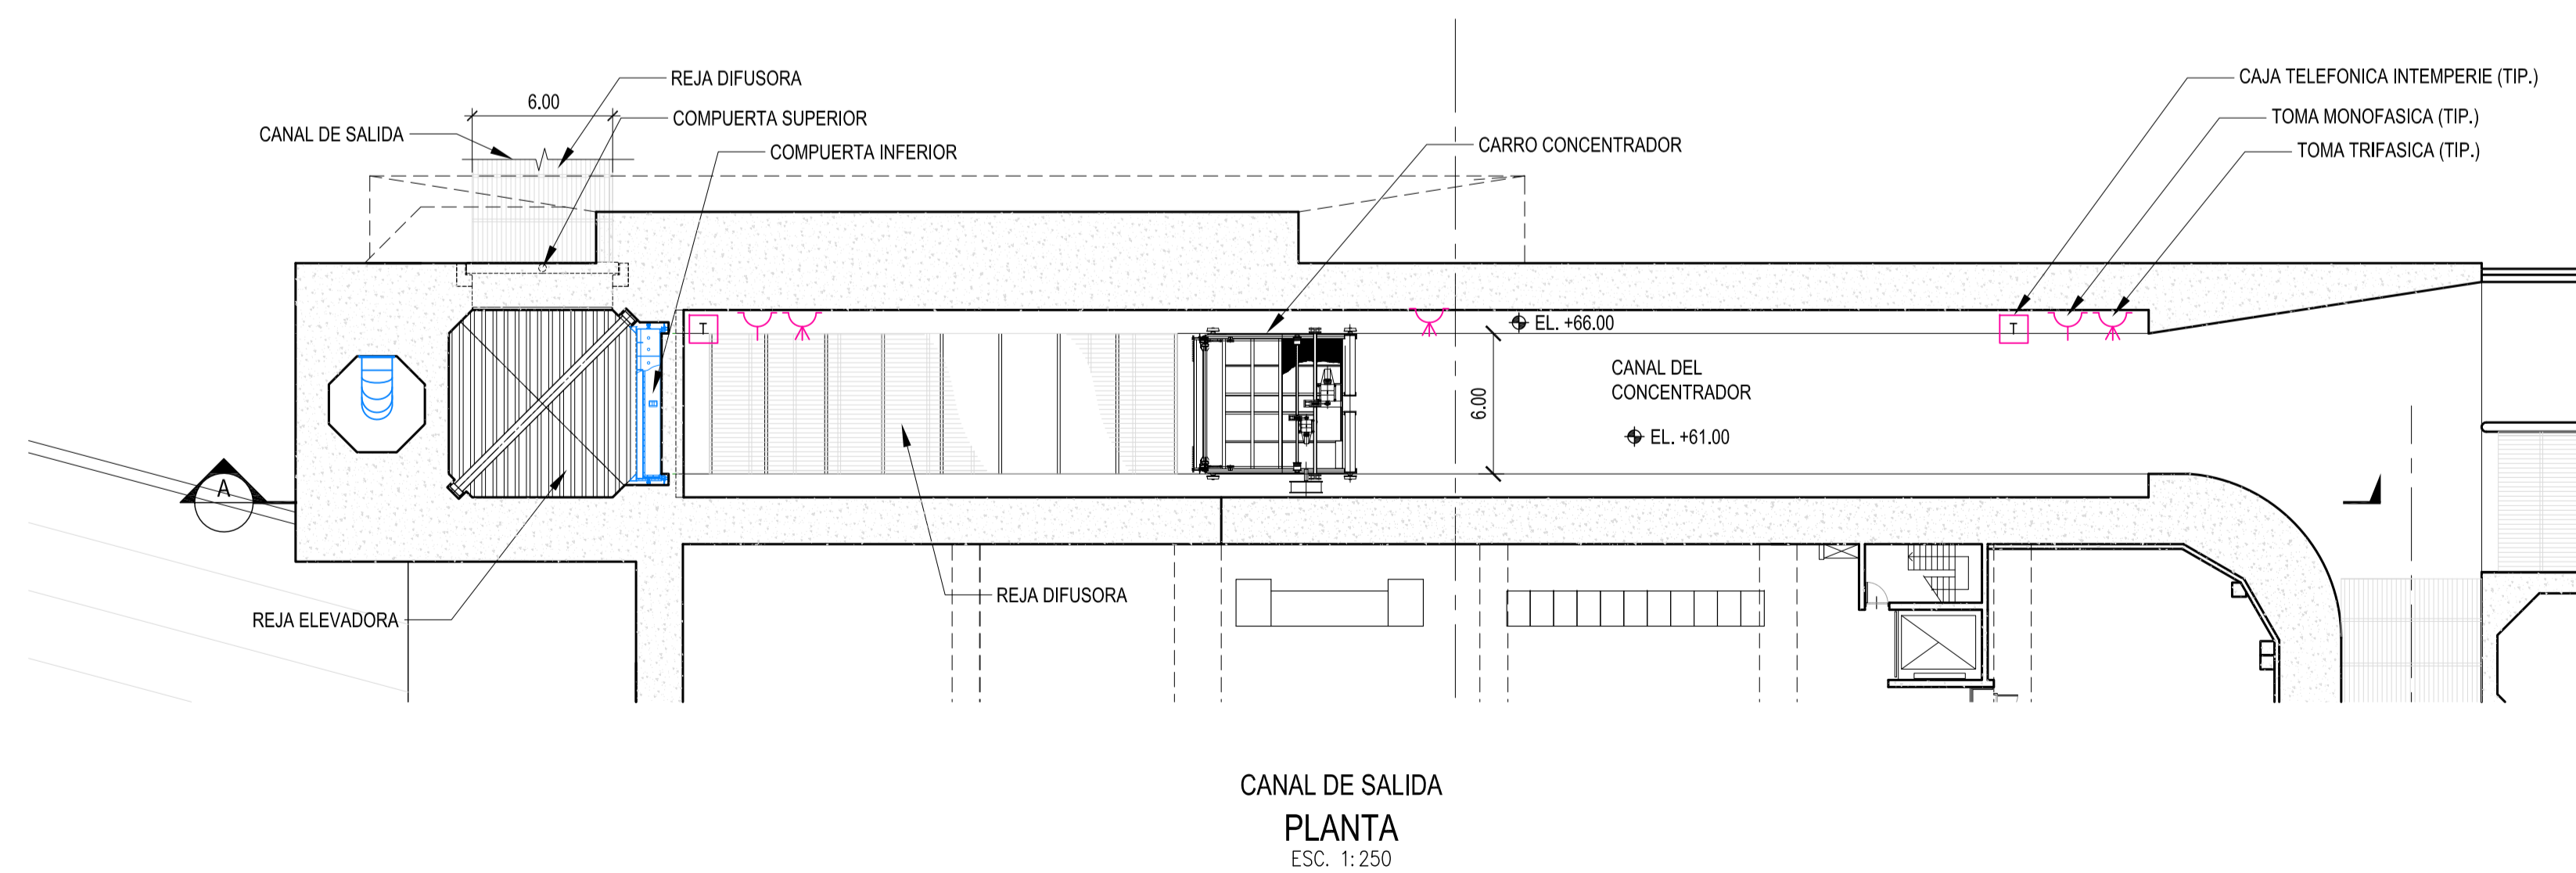 REJA DIFUSORA
6.00
COMPUERTA SUPERIOR
CANAL DE SALIDA
COMPUERTA INFERIOR
CARRO CONCENTRADOR
CAJA TELEFONICA INTEMPERIE (TIP.)
TOMA MONOFASICA (TIP.)
TOMA TRIFASICA (TIP.)
T
EL. +66.00
T
CANAL DEL
CONCENTRADOR
6.00
EL. +61.00
A
REJA ELEVADORA
REJA DIFUSORA
CANAL DE SALIDA
PLANTA
ESC. 1:250